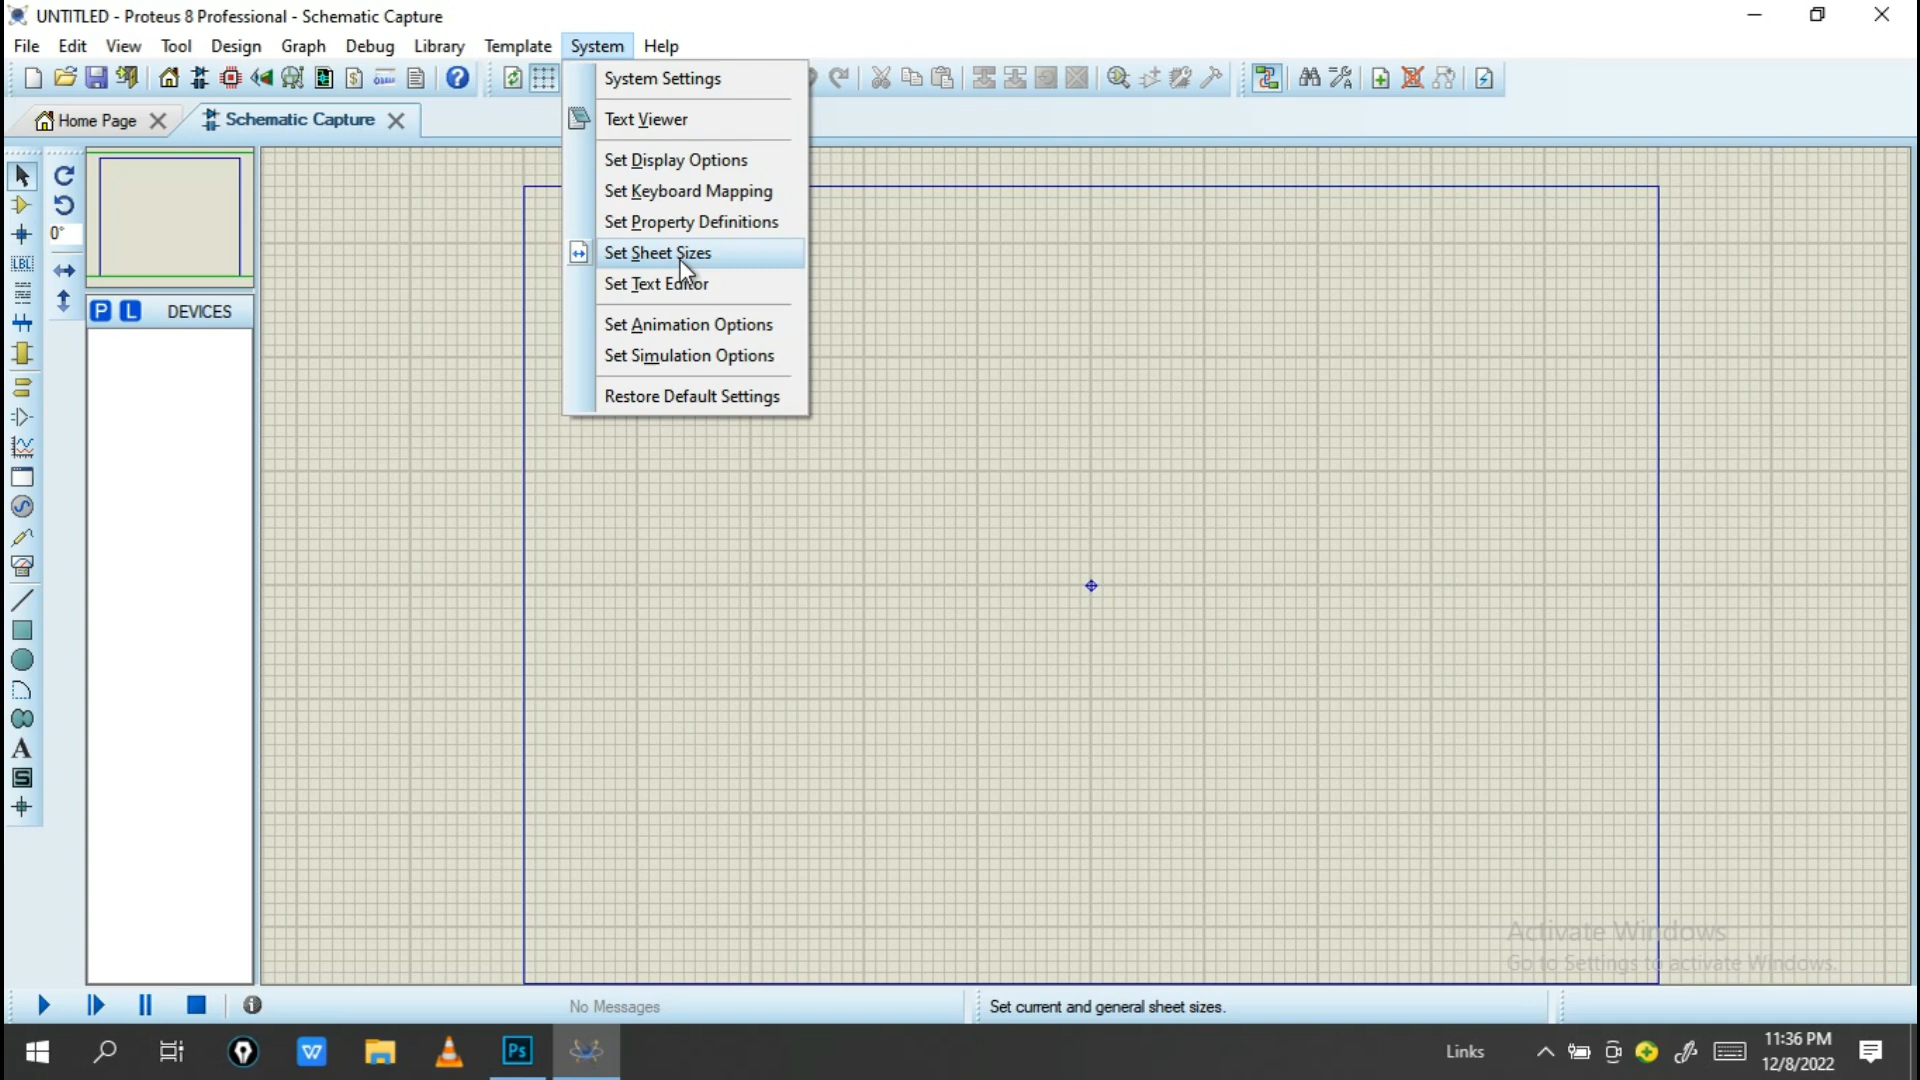 UNTITLED - Proteus 8 Professional - Schematic Capture
File Edit View Tool Design Graph Debug Library Template System Help
System Settings
Home Page
Schematic Capture
Text Viewer
Set Display Options
Set Keyboard Mapping
Set Property Definitions
Set Sheet Sizes
Set Text Editor
Set Animation Options
Set Simulation Options
Restore Default Settings
0°
LBL
P L DEVICES
A
S
Activate Windows
Go to Settings to activate Windows.
No Messages
Set current and general sheet sizes.
W
Ps
Links
11:36 PM
12/8/2022